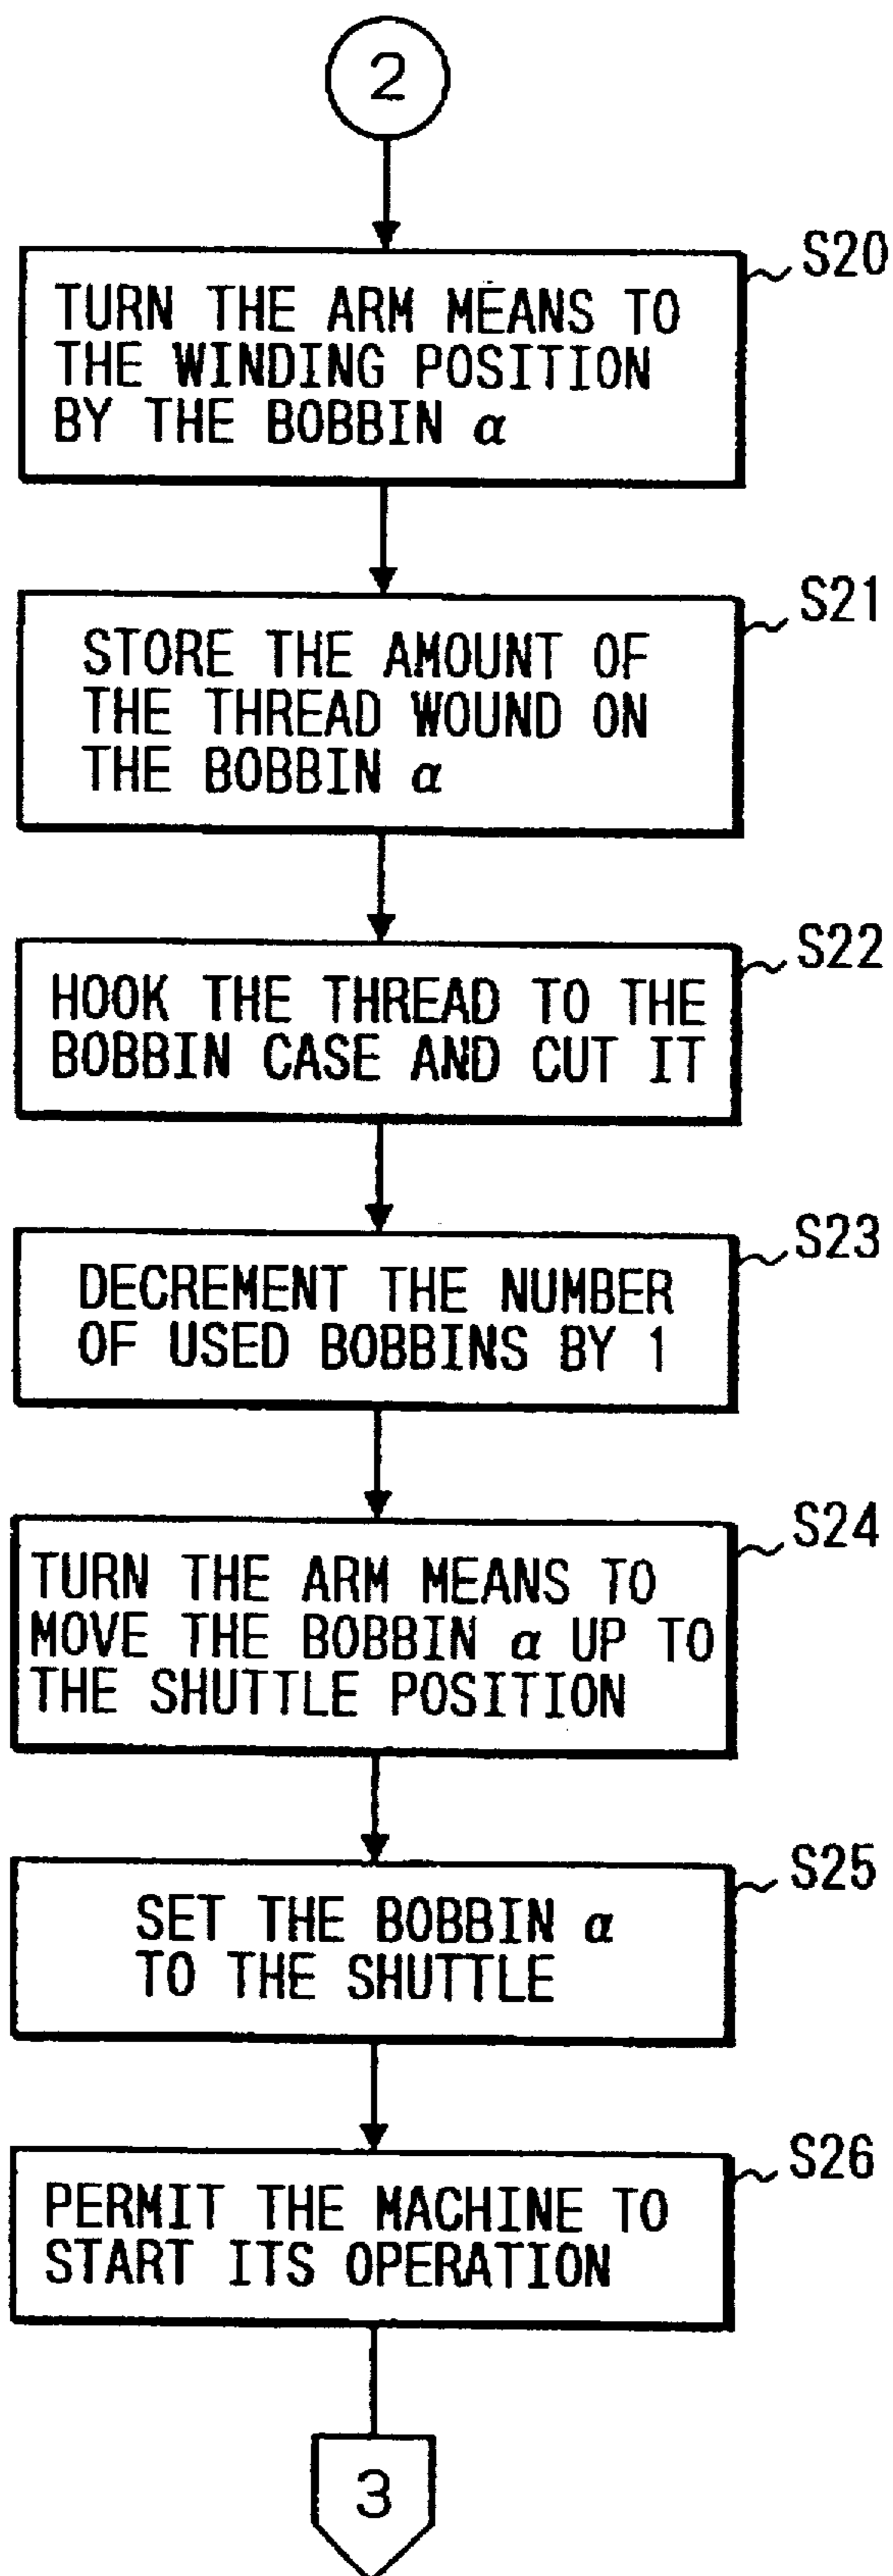 2
S20
TURN THE ARM MEANS TO
THE WINDING POSITION
BY THE BOBBIN α
S21
STORE THE AMOUNT OF
THE THREAD WOUND ON
THE BOBBIN α
S22
HOOK THE THREAD TO THE
BOBBIN CASE AND CUT IT
S23
DECREMENT THE NUMBER
OF USED BOBBINS BY 1
S24
TURN THE ARM MEANS TO
MOVE THE BOBBIN α UP TO
THE SHUTTLE POSITION
S25
SET THE BOBBIN α
TO THE SHUTTLE
S26
PERMIT THE MACHINE TO
START ITS OPERATION
3